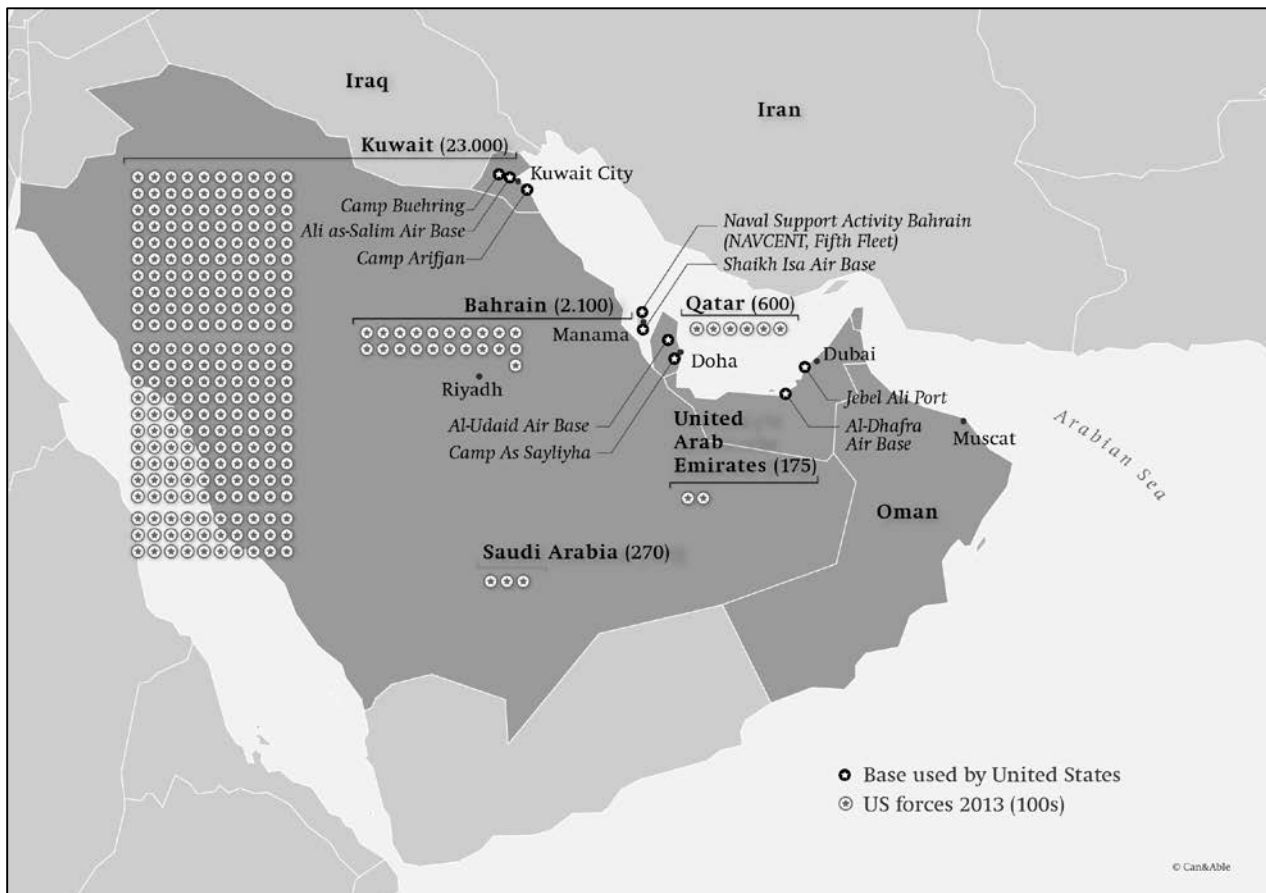 Iraq
Iran
Kuwait (23.000)
Kuwait City
Camp Buehring
Ali as-Salim Air Base
Camp Arifjan
Naval Support Activity Bahrain
(NAVCENT, Fifth Fleet)
Shaikh Isa Air Base
Bahrain (2.100)
Qatar (600)
Manama
Doha
Dubai
Riyadh
Jebel Ali Port
Al-Udaid Air Base
Camp As Sayliyha
United
Arab
Emirates (175)
Al-Dhafra
Air Base
Muscat
Arabian Sea
Oman
Saudi Arabia (270)
Base used by United States
US forces 2013 (100s)
© Can&Able